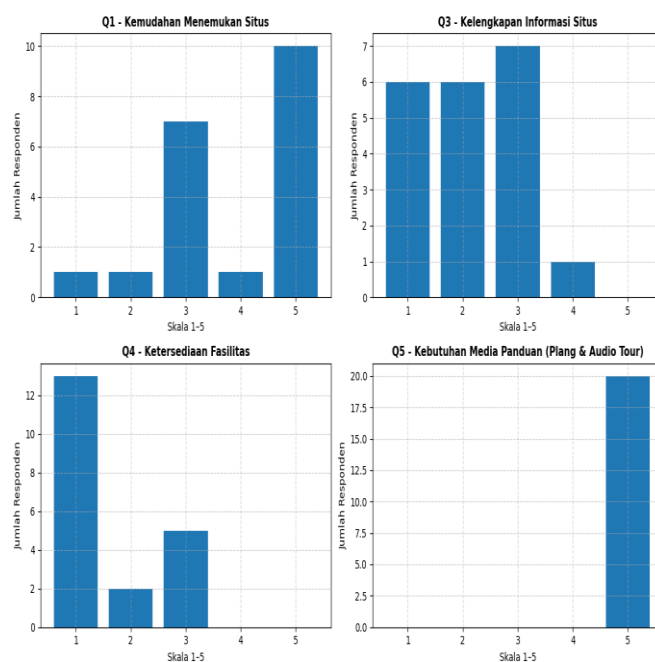 Q1 - Kemudahan Menemukan Situs
Jumlah Responden
10
8
6
4
2
0
1 2 3 4 5
Skala 1–5
Q3 - Kelengkapan Informasi Situs
Jumlah Responden
7
6
5
4
3
2
1
0
1 2 3 4 5
Skala 1–5
Q4 - Ketersediaan Fasilitas
Jumlah Responden
12
10
8
6
4
2
0
1 2 3 4 5
Skala 1–5
Q5 - Kebutuhan Media Panduan (Plang & Audio Tour)
Jumlah Responden
20.0
17.5
15.0
12.5
10.0
7.5
5.0
2.5
0.0
1 2 3 4 5
Skala 1–5